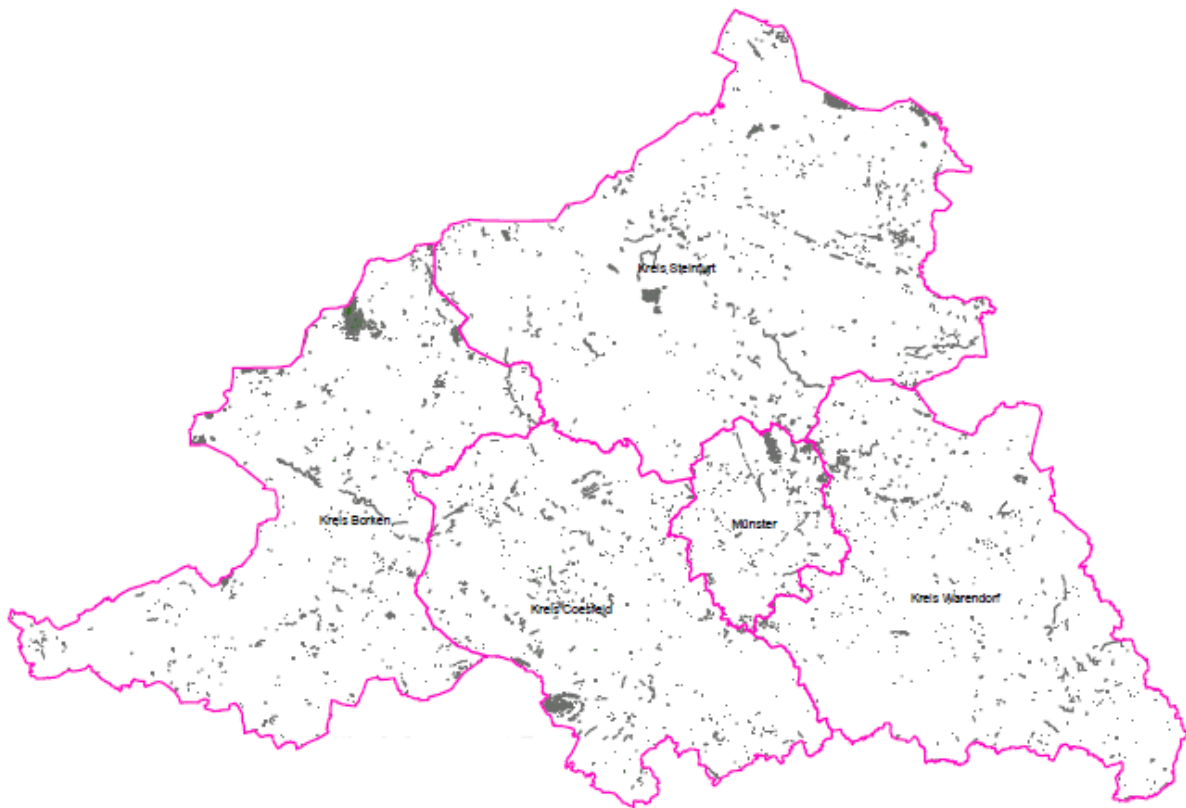 Kreis Steinfurt
Kreis Borken
Münster
Kreis Warendorf
Kreis Coesfeld